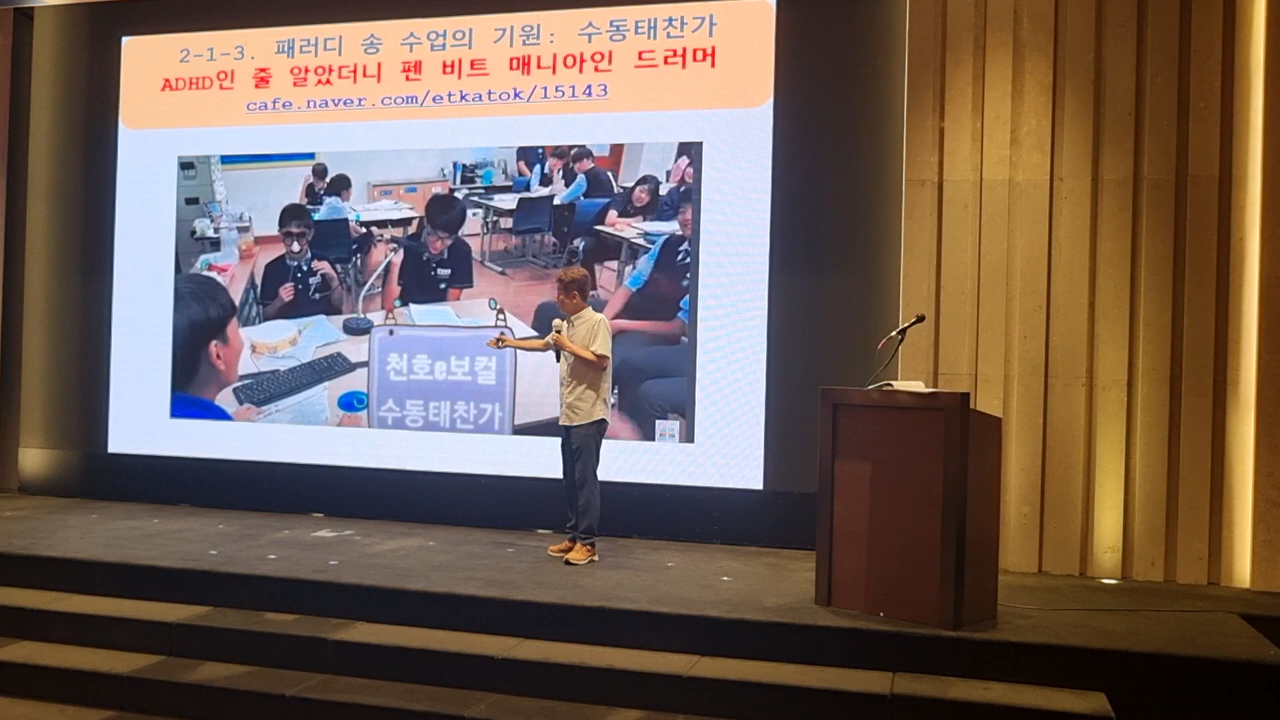 2-1-3. 패러디 송 수업의 기원: 수동태찬가
ADHD인 줄 알았더니 펜 비트 매니아인 드러머
cafe.naver.com/etkatok/15143
천호e보컬
수동태찬가